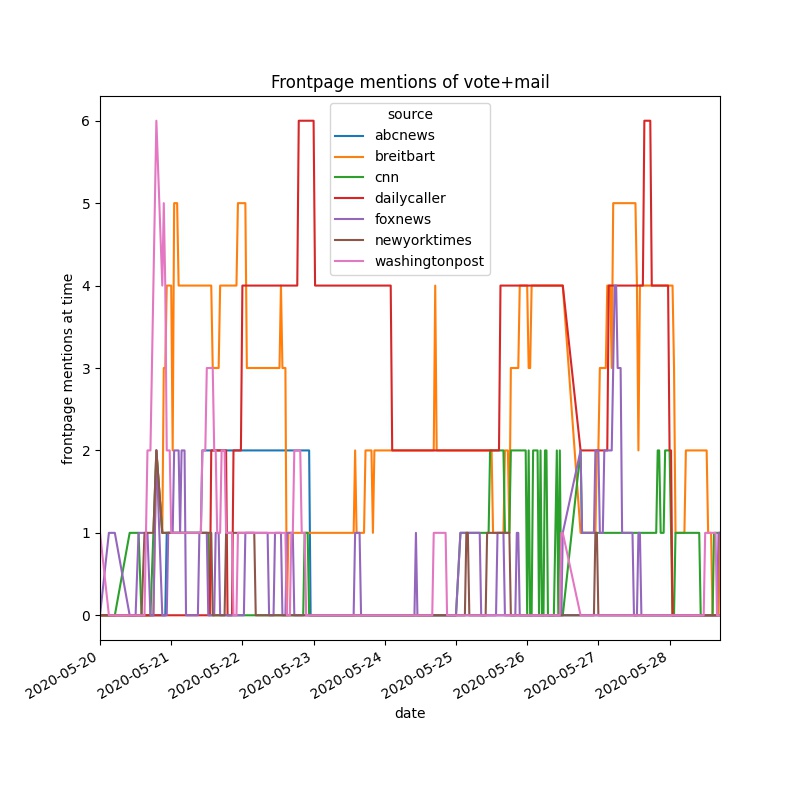 Frontpage mentions of vote+mail
source
abcnews
breitbart
cnn
dailycaller
foxnews
newyorktimes
washingtonpost
frontpage mentions at time
6
5
4
3
2
1
0
2020-05-20
2020-05-21
2020-05-22
2020-05-23
2020-05-24
2020-05-25
2020-05-26
2020-05-27
2020-05-28
date